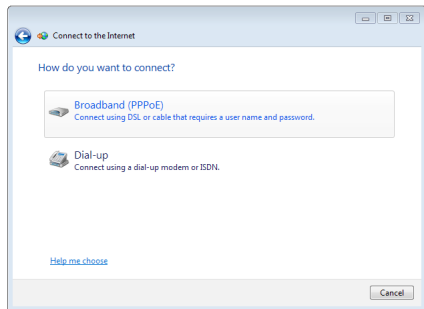 Connect to the Internet
How do you want to connect?
Broadband (PPPoE)
Connect using DSL or cable that requires a user name and password.
Dial-up
Connect using a dial-up modem or ISDN.
Help me choose
Cancel